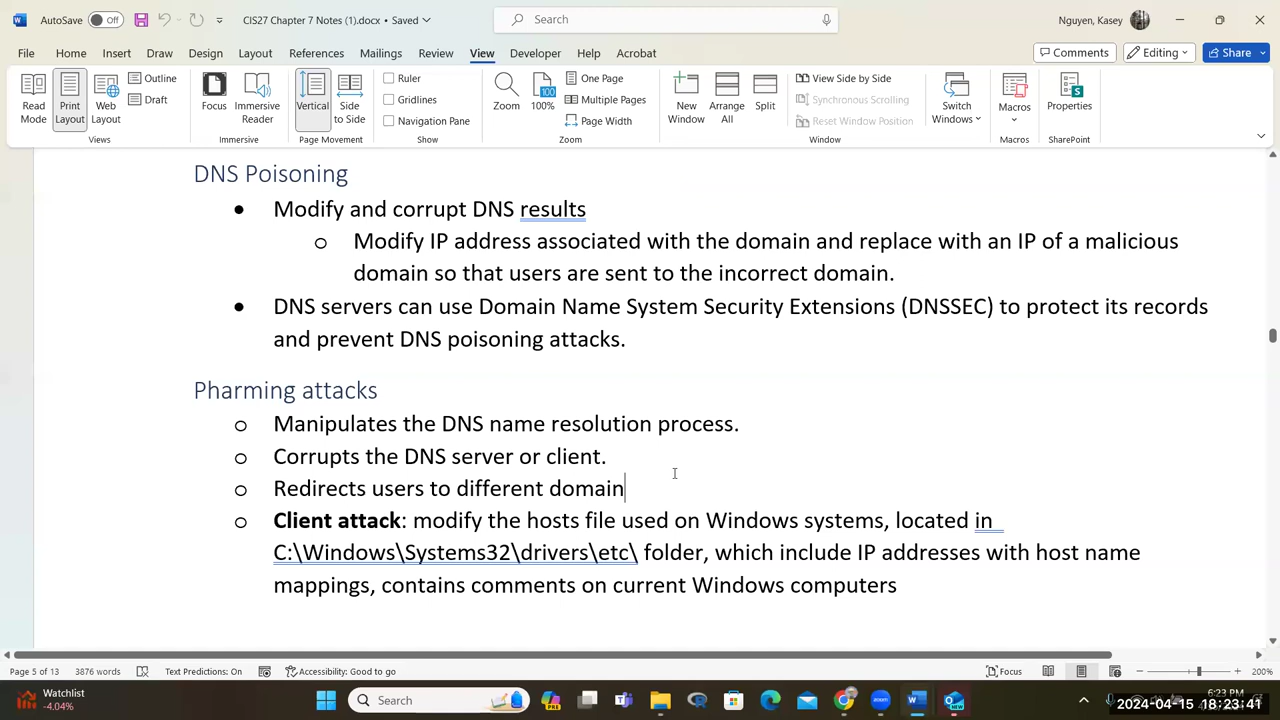 AutoSave Off CIS27 Chapter 7 Notes (1).docx • Saved Search Nguyen, Kasey
File Home Insert Draw Design Layout References Mailings Review View Developer Help Acrobat Comments Editing Share
Read Mode Print Layout Web Layout Outline Draft Views
Focus Immersive Reader Immersive
Vertical Side to Side Page Movement
Ruler Gridlines Navigation Pane Show
Zoom 100% One Page Multiple Pages Page Width Zoom
New Window Arrange All Split View Side by Side Synchronous Scrolling Reset Window Position Switch Windows Window
Macros Macros
Properties SharePoint
DNS Poisoning
• Modify and corrupt DNS results
o Modify IP address associated with the domain and replace with an IP of a malicious
domain so that users are sent to the incorrect domain.
• DNS servers can use Domain Name System Security Extensions (DNSSEC) to protect its records
and prevent DNS poisoning attacks.
Pharming attacks
o Manipulates the DNS name resolution process.
o Corrupts the DNS server or client.
o Redirects users to different domain
o Client attack: modify the hosts file used on Windows systems, located in
C:\Windows\Systems32\drivers\etc\ folder, which include IP addresses with host name
mappings, contains comments on current Windows computers
Page 5 of 13 3876 words Text Predictions: On Accessibility: Good to go Focus 200%
Watchlist
-4.04%
Search
6:23 PM
2024-04-15 18:23:41